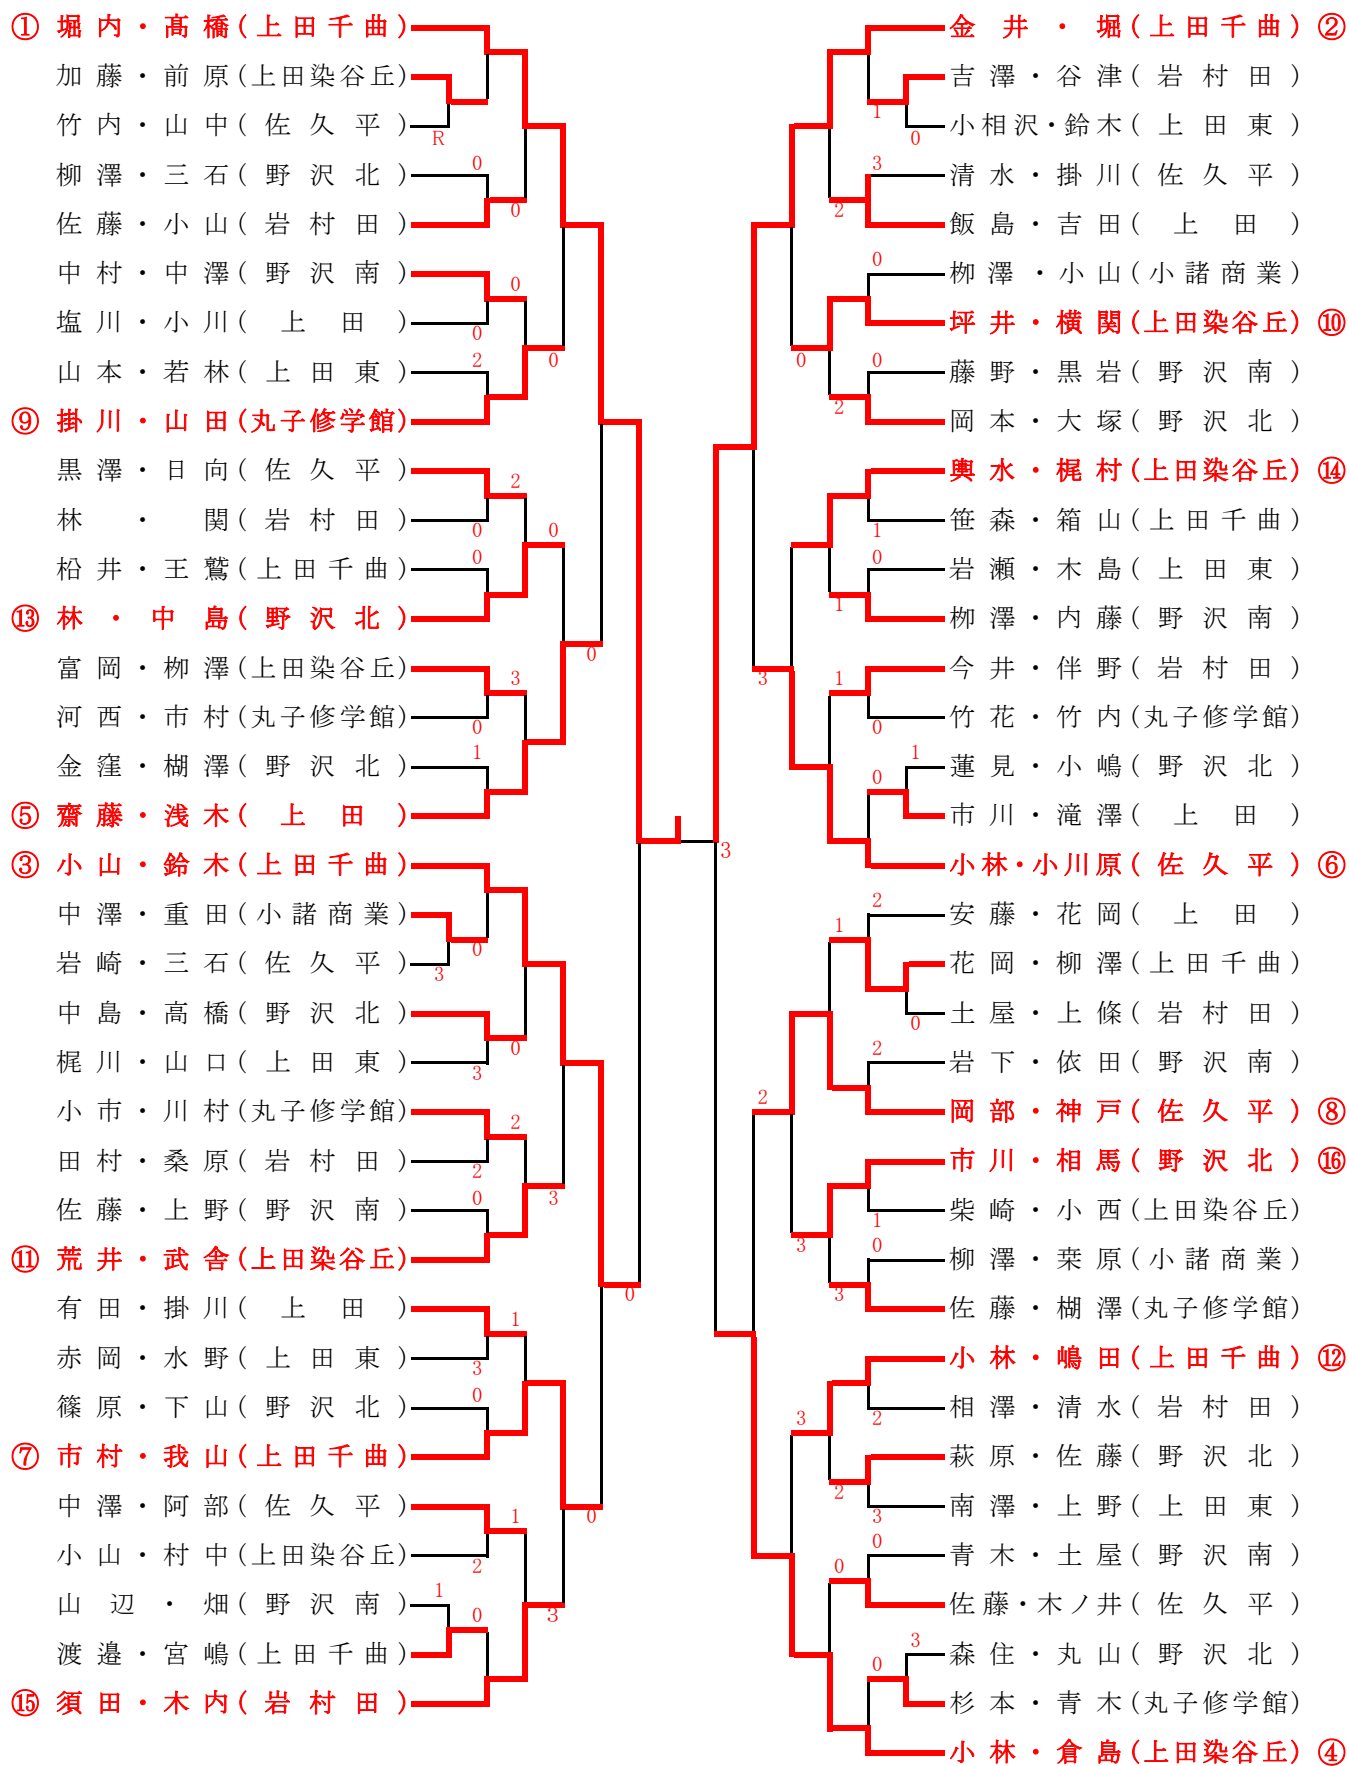 ① 堀内・髙橋(上田千曲)
加藤・前原(上田染谷丘)
竹内・山中(佐久平)
R
柳澤・三石(野沢北)
0
佐藤・小山(岩村田)
0
中村・中澤(野沢南)
0
塩川・小川(上田)
0
山本・若林(上田東)
2
0
⑨ 掛川・山田(丸子修学館)
黒澤・日向(佐久平)
2
林・関(岩村田)
0
0
松井・王鷲(上田千曲)
0
⑬ 林・中島(野沢北)
0
富岡・栁澤(上田染谷丘)
3
河西・市村(丸子修学館)
0
金窪・楜澤(野沢北)
1
⑤ 齋藤・浅木(上田)
③ 小山・鈴木(上田千曲)
中澤・重田(小諸商業)
0
岩崎・三石(佐久平)
3
中島・高橋(野沢北)
0
梶川・山口(上田東)
3
小市・川村(丸子修学館)
2
田村・桑原(岩村田)
2
佐藤・上野(野沢南)
0
3
⑪ 荒井・武舎(上田染谷丘)
0
有田・掛川(上田)
1
赤岡・水野(上田東)
3
篠原・下山(野沢北)
0
⑦ 市村・我山(上田千曲)
中澤・阿部(佐久平)
1
0
小山・村中(上田染谷丘)
2
山辺・畑(野沢南)
1
0
3
渡邉・宮嶋(上田千曲)
⑮ 須田・木内(岩村田)
3
金井・堀(上田千曲) ②
吉澤・谷津(岩村田)
1
小相沢・鈴木(上田東)
0
清水・掛川(佐久平)
3
2
飯島・吉田(上田)
栁澤・小山(小諸商業)
0
坪井・横関(上田染谷丘) ⑩
0
藤野・黒岩(野沢南)
0
2
岡本・大塚(野沢北)
輿水・梶村(上田染谷丘) ⑭
笹森・箱山(上田千曲)
1
岩瀬・木島(上田東)
0
1
栁澤・内藤(野沢南)
今井・伴野(岩村田)
3
1
竹花・竹内(丸子修学館)
0
蓮見・小嶋(野沢北)
1
0
市川・滝澤(上田)
小林・小川原(佐久平) ⑥
安藤・花岡(上田)
2
1
花岡・柳澤(上田千曲)
土屋・上條(岩村田)
0
岩下・依田(野沢南)
2
2
岡部・神戸(佐久平) ⑧
市川・相馬(野沢北) ⑯
柴崎・小西(上田染谷丘)
1
柳澤・栞原(小諸商業)
0
3
3
佐藤・楜澤(丸子修学館)
小林・嶋田(上田千曲) ⑫
相澤・清水(岩村田)
2
3
萩原・佐藤(野沢北)
2
南澤・上野(上田東)
3
青木・土屋(野沢南)
0
0
佐藤・木ノ井(佐久平)
森住・丸山(野沢北)
3
0
杉本・青木(丸子修学館)
小林・倉島(上田染谷丘) ④